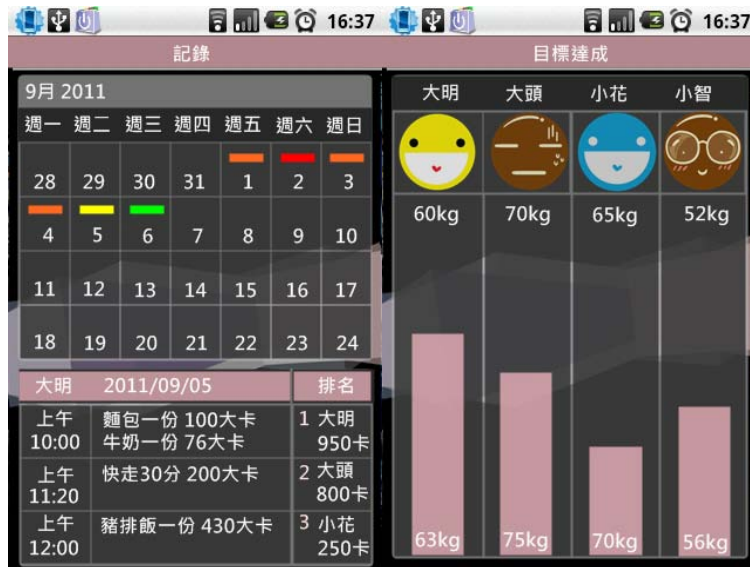 16:37
記錄
9月 2011
週一 週二 週三 週四 週五 週六 週日
28 29 30 31 1 2 3
4 5 6 7 8 9 10
11 12 13 14 15 16 17
18 19 20 21 22 23 24
大明 2011/09/05 排名
上午 10:00
麵包一份 100大卡
牛奶一份 76大卡
1 大明
950卡
上午 11:20
快走30分 200大卡
2 大頭
800卡
上午 12:00
豬排飯一份 430大卡
3 小花
250卡
16:37
目標達成
大明 大頭 小花 小智
60kg 70kg 65kg 52kg
63kg 75kg 70kg 56kg